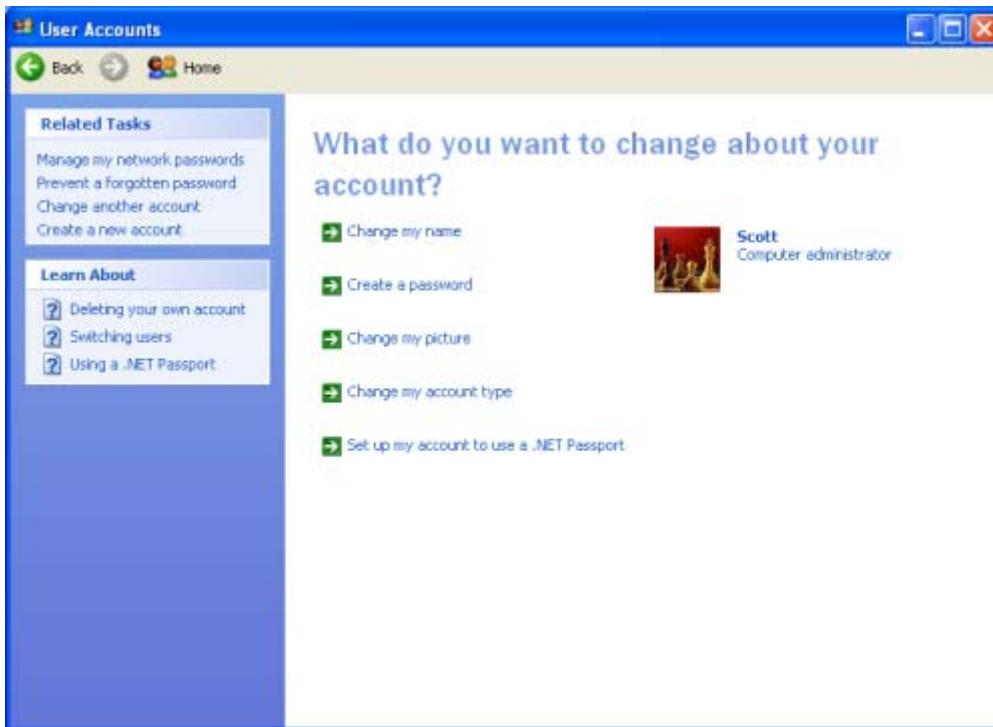 User Accounts
Back
Home
Related Tasks
Manage my network passwords
Prevent a forgotten password
Change another account
Create a new account
Learn About
Deleting your own account
Switching users
Using a .NET Passport
What do you want to change about your
account?
Change my name
Create a password
Change my picture
Change my account type
Set up my account to use a .NET Passport
Scott
Computer administrator